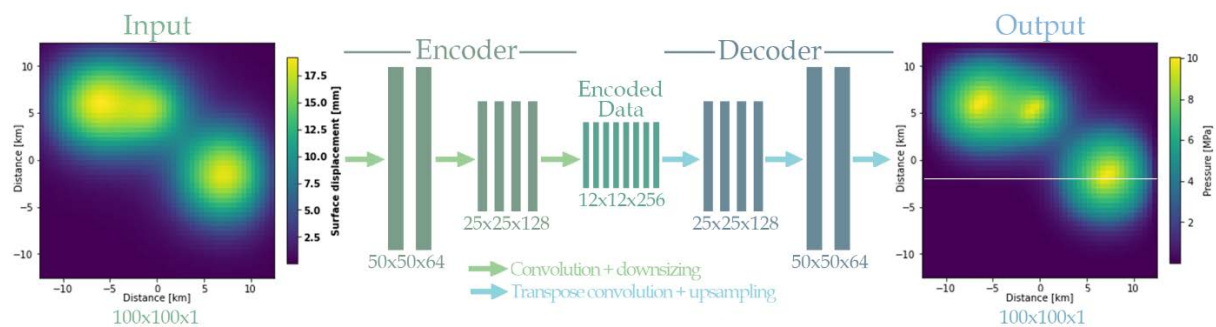 Input
Encoder
Decoder
Output
10
5
0
−5
−10
Distance [km]
−10
−5
0
5
10
Distance [km]
100x100x1
17.5
15.0
12.5
10.0
7.5
5.0
2.5
Surface displacement [mm]
50x50x64
25x25x128
Encoded
Data
12x12x256
25x25x128
50x50x64
Convolution + downsizing
Transpose convolution + upsampling
10
5
0
−5
−10
Distance [km]
−10
−5
0
5
10
Distance [km]
100x100x1
10
8
6
4
2
Pressure [MPa]